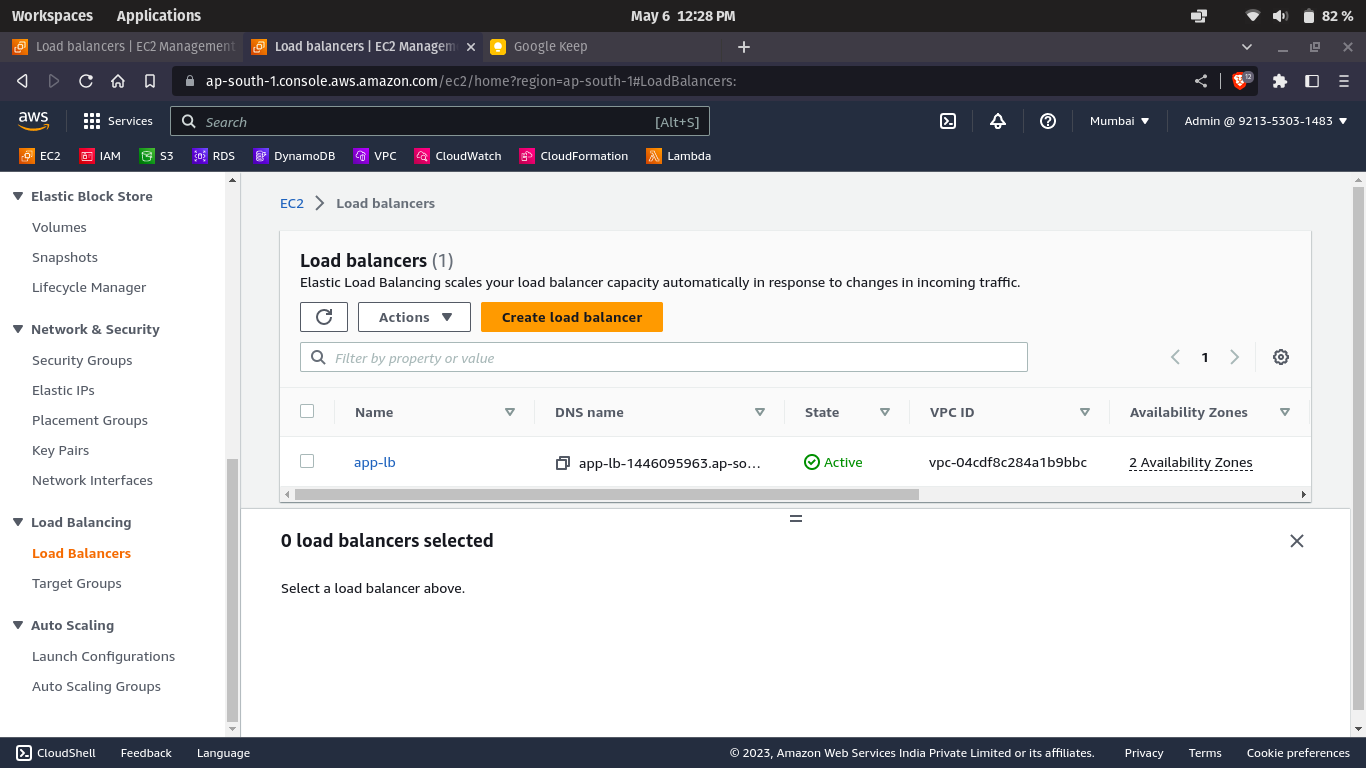 Workspaces Applications May 6 12:28 PM 82 %
Load balancers | EC2 Management Load balancers | EC2 Managem Google Keep
ap-south-1.console.aws.amazon.com/ec2/home?region=ap-south-1#LoadBalancers: 12
aws Services Search [Alt+S] Mumbai Admin @ 9213-5303-1483
EC2 IAM S3 RDS DynamoDB VPC CloudWatch CloudFormation Lambda
Elastic Block Store
Volumes
Snapshots
Lifecycle Manager
Network & Security
Security Groups
Elastic IPs
Placement Groups
Key Pairs
Network Interfaces
Load Balancing
Load Balancers
Target Groups
Auto Scaling
Launch Configurations
Auto Scaling Groups
EC2 Load balancers
Load balancers (1)
Elastic Load Balancing scales your load balancer capacity automatically in response to changes in incoming traffic.
Actions Create load balancer
Filter by property or value 1
Name DNS name State VPC ID Availability Zones
app-lb app-lb-1446095963.ap-so... Active vpc-04cdf8c284a1b9bbc 2 Availability Zones
0 load balancers selected
Select a load balancer above.
CloudShell Feedback Language © 2023, Amazon Web Services India Private Limited or its affiliates. Privacy Terms Cookie preferences